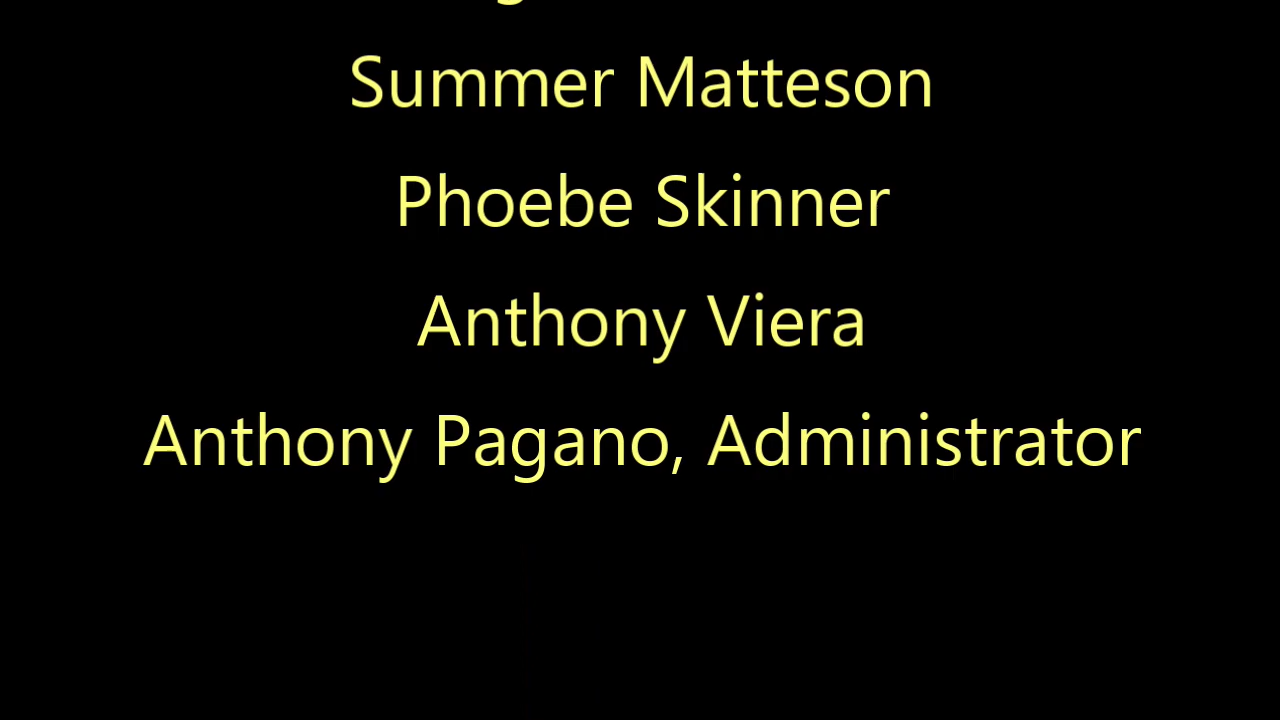 Summer Matteson
Phoebe Skinner
Anthony Viera
Anthony Pagano, Administrator